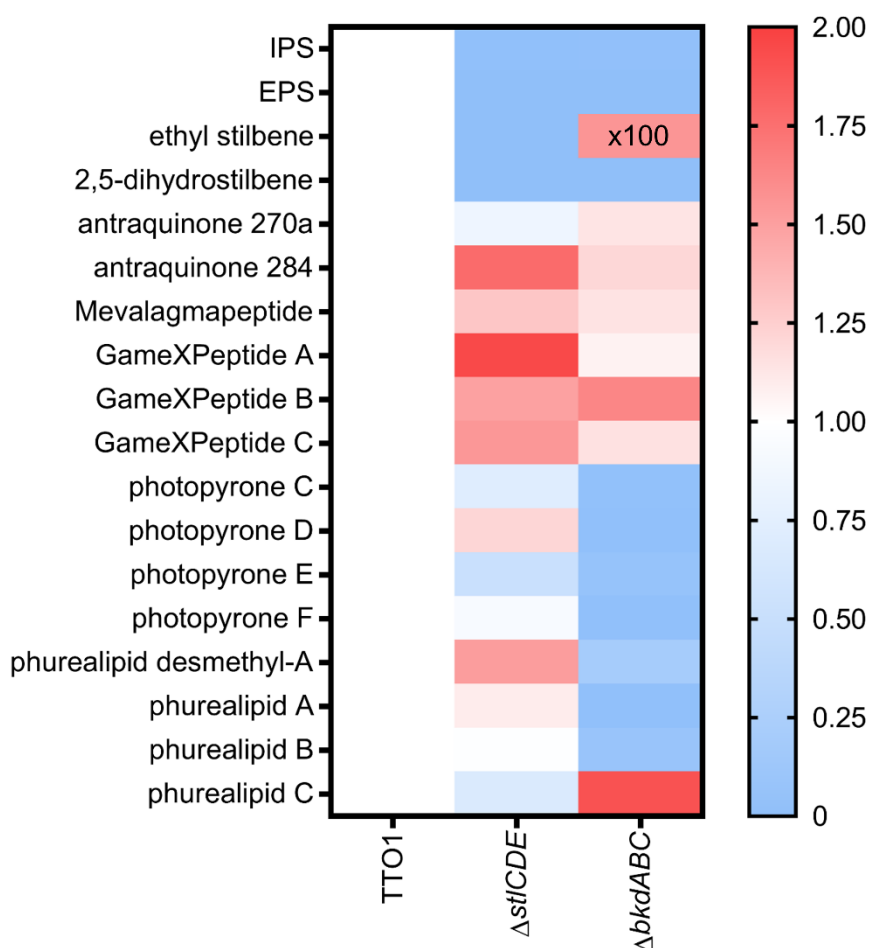 IPS
EPS
ethyl stilbene
x100
2,5-dihydrostilbene
antraquinone 270a
antraquinone 284
Mevalagmapeptide
GameXPeptide A
GameXPeptide B
GameXPeptide C
photopyrone C
photopyrone D
photopyrone E
photopyrone F
phurealipid desmethyl-A
phurealipid A
phurealipid B
phurealipid C
TTO1
ΔstlCDE
ΔbkdABC
2.00
1.75
1.50
1.25
1.00
0.75
0.50
0.25
0